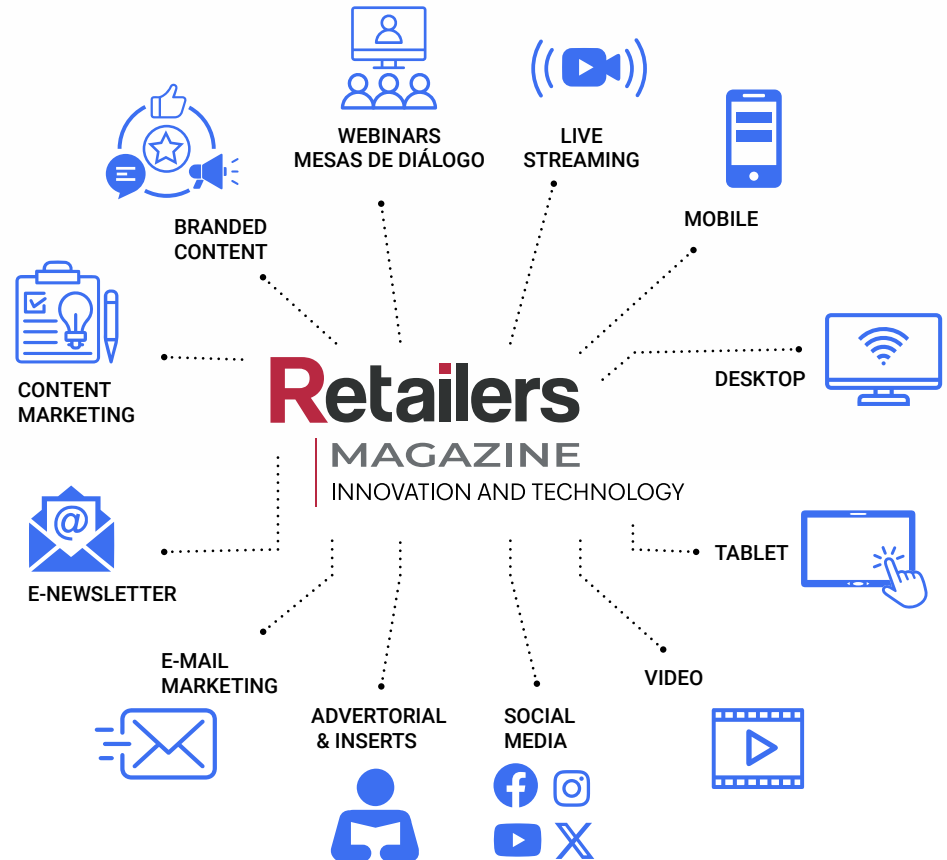 WEBINARS
MESAS DE DIÁLOGO
LIVE
STREAMING
MOBILE
BRANDED
CONTENT
DESKTOP
CONTENT
MARKETING
Retailers
MAGAZINE
INNOVATION AND TECHNOLOGY
@
TABLET
E-NEWSLETTER
E-MAIL
MARKETING
VIDEO
ADVERTORIAL
& INSERTS
SOCIAL
MEDIA